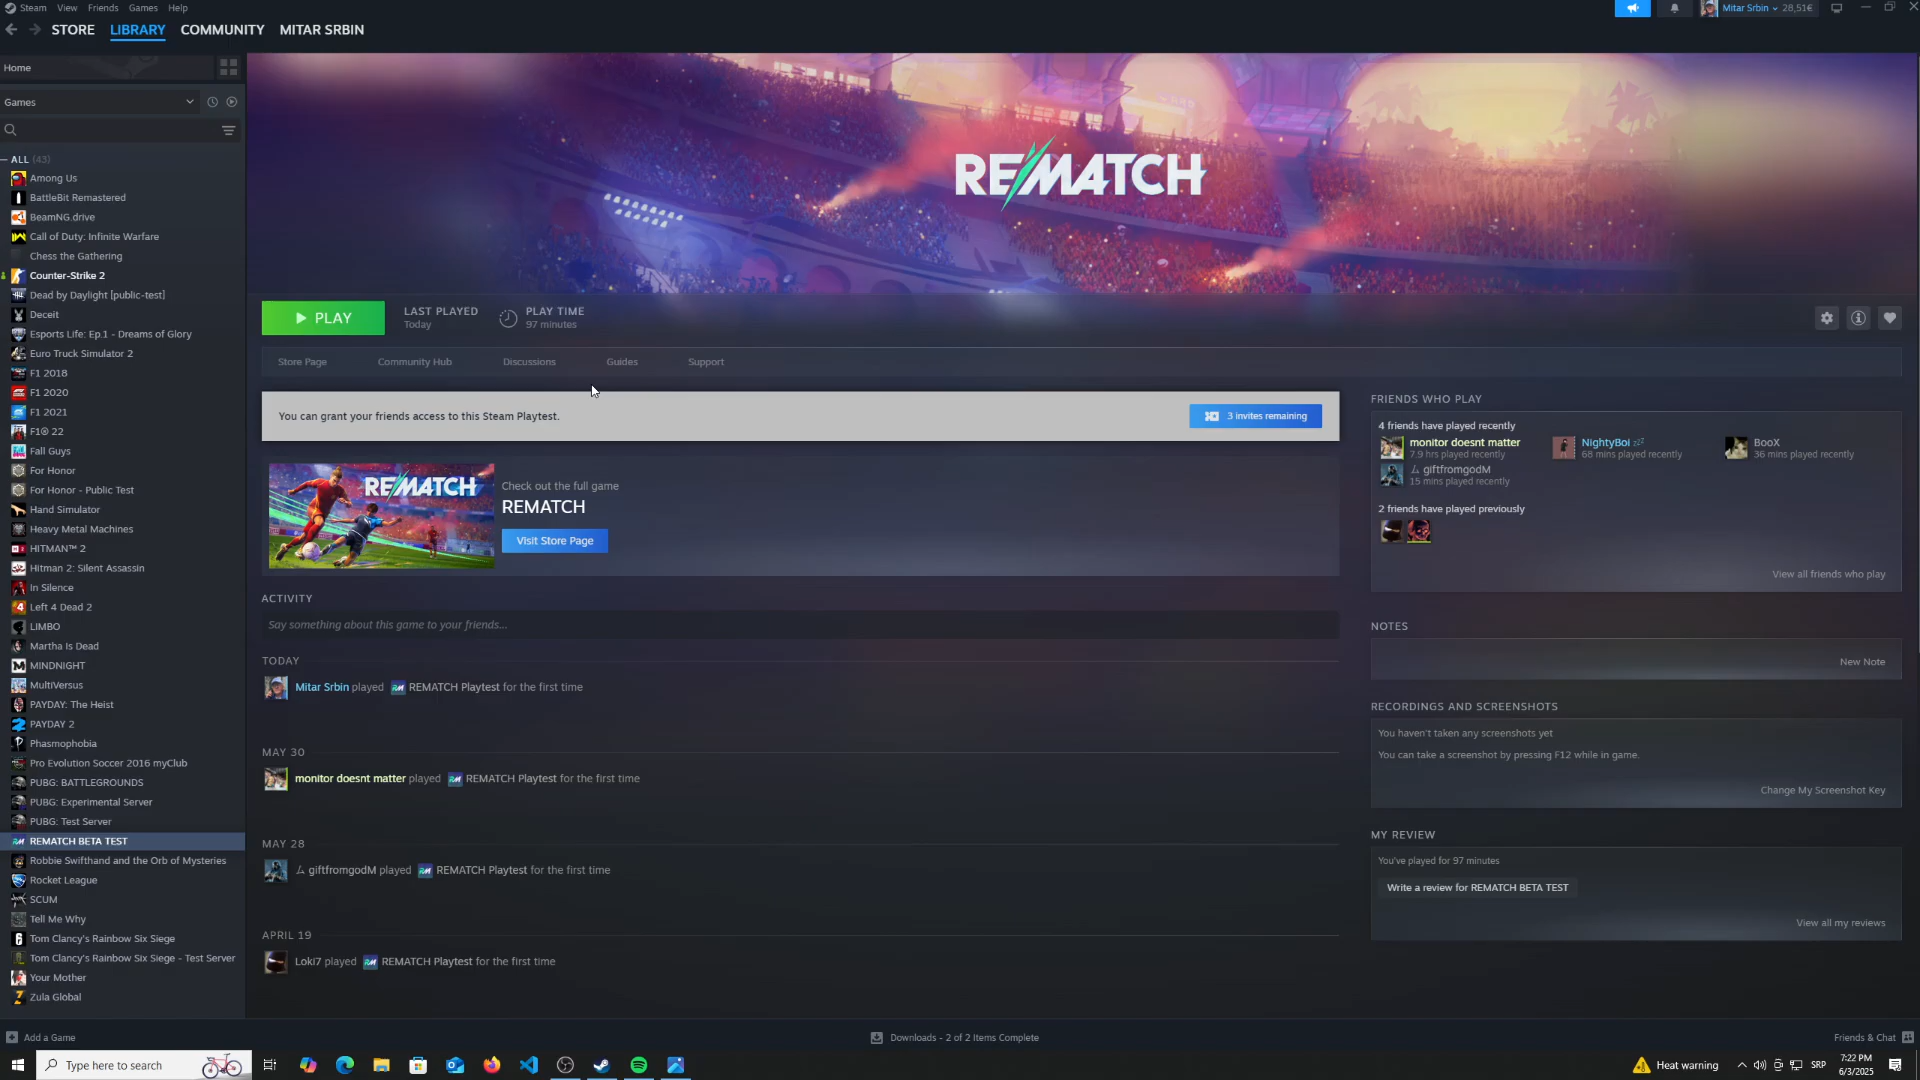 Steam View Friends Games Help
Mitar Srbin 28,51€
STORE LIBRARY COMMUNITY MITAR SRBIN
Home
Games
ALL (43)
Among Us
BattleBit Remastered
BeamNG.drive
Call of Duty: Infinite Warfare
Chess the Gathering
Counter-Strike 2
Dead by Daylight [public-test]
Deceit
Esports Life: Ep.1 - Dreams of Glory
Euro Truck Simulator 2
F1 2018
F1 2020
F1 2021
F1® 22
Fall Guys
For Honor
For Honor - Public Test
Hand Simulator
Heavy Metal Machines
HITMAN™ 2
Hitman 2: Silent Assassin
In Silence
Left 4 Dead 2
LIMBO
Martha Is Dead
MINDNIGHT
MultiVersus
PAYDAY: The Heist
PAYDAY 2
Phasmophobia
Pro Evolution Soccer 2016 myClub
PUBG: BATTLEGROUNDS
PUBG: Experimental Server
PUBG: Test Server
REMATCH BETA TEST
Robbie Swifthand and the Orb of Mysteries
Rocket League
SCUM
Tell Me Why
Tom Clancy's Rainbow Six Siege
Tom Clancy's Rainbow Six Siege - Test Server
Your Mother
Zula Global
REMATCH
PLAY
LAST PLAYED
Today
PLAY TIME
97 minutes
Store Page Community Hub Discussions Guides Support
You can grant your friends access to this Steam Playtest.
3 invites remaining
REMATCH
Check out the full game
REMATCH
Visit Store Page
ACTIVITY
Say something about this game to your friends...
TODAY
Mitar Srbin played REMATCH Playtest for the first time
MAY 30
monitor doesnt matter played REMATCH Playtest for the first time
MAY 28
ム giftfromgodM played REMATCH Playtest for the first time
APRIL 19
Loki7 played REMATCH Playtest for the first time
FRIENDS WHO PLAY
4 friends have played recently
monitor doesnt matter
7.9 hrs played recently
NightyBoi
68 mins played recently
BooX
36 mins played recently
ム giftfromgodM
15 mins played recently
2 friends have played previously
View all friends who play
NOTES
New Note
RECORDINGS AND SCREENSHOTS
You haven't taken any screenshots yet
You can take a screenshot by pressing F12 while in game.
Change My Screenshot Key
MY REVIEW
You've played for 97 minutes
Write a review for REMATCH BETA TEST
View all my reviews
Add a Game
Downloads - 2 of 2 Items Complete
Friends & Chat
Type here to search
Heat warning
SRP
7:22 PM
6/3/2025